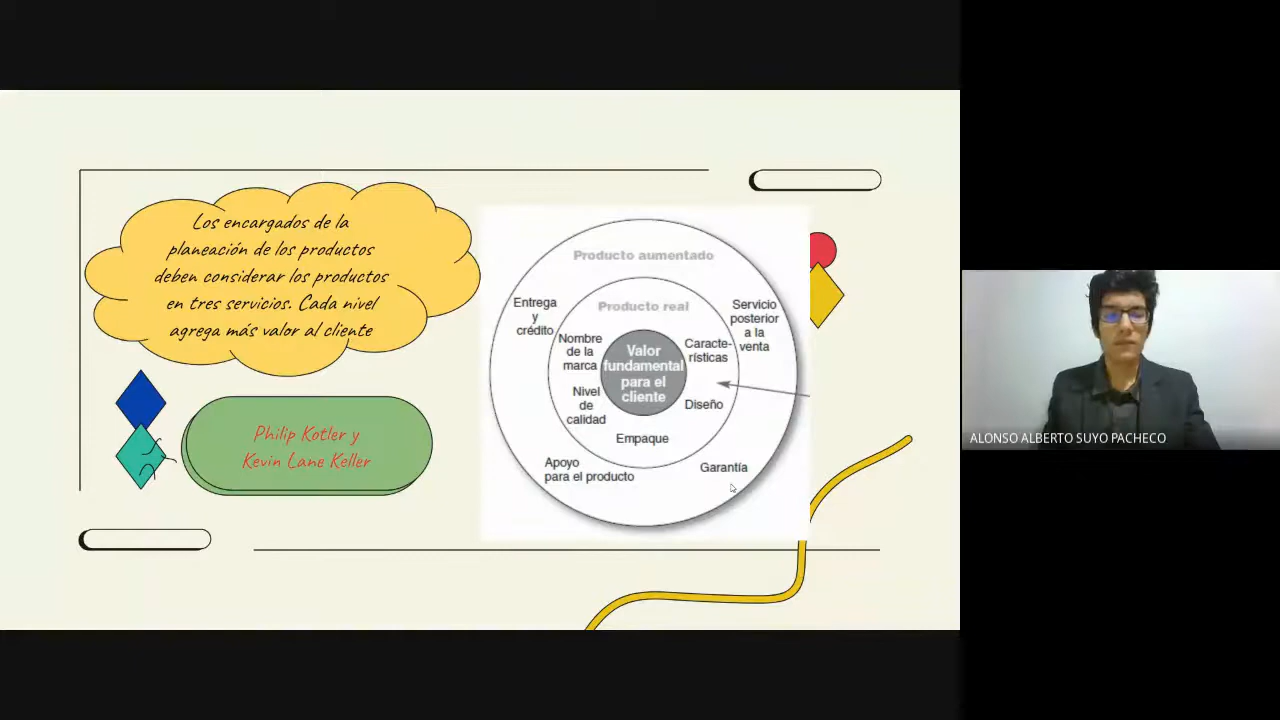 Los encargados de la
planeación de los productos
deben considerar los productos
en tres servicios. Cada nivel
agrega más valor al cliente
Philip Kotler y
Kevin Lane Keller
Producto aumentado
Producto real
Entrega
y
crédito
Nombre
de la
marca
Nivel
de
calidad
Valor
fundamental
para el
cliente
Caracte-
rísticas
Diseño
Empaque
Servicio
posterior
a la
venta
Apoyo
para el producto
Garantía
ALONSO ALBERTO SUYO PACHECO